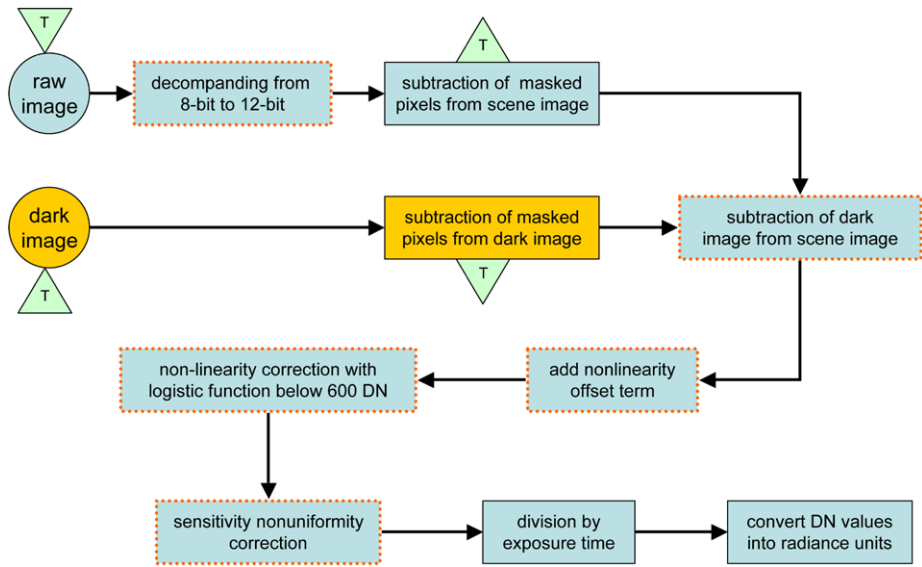 T
raw
image
decompanding from
8-bit to 12-bit
T
subtraction of masked
pixels from scene image
dark
image
T
subtraction of masked
pixels from dark image
T
subtraction of dark
image from scene image
non-linearity correction with
logistic function below 600 DN
add nonlinearity
offset term
sensitivity nonuniformity
correction
division by
exposure time
convert DN values
into radiance units